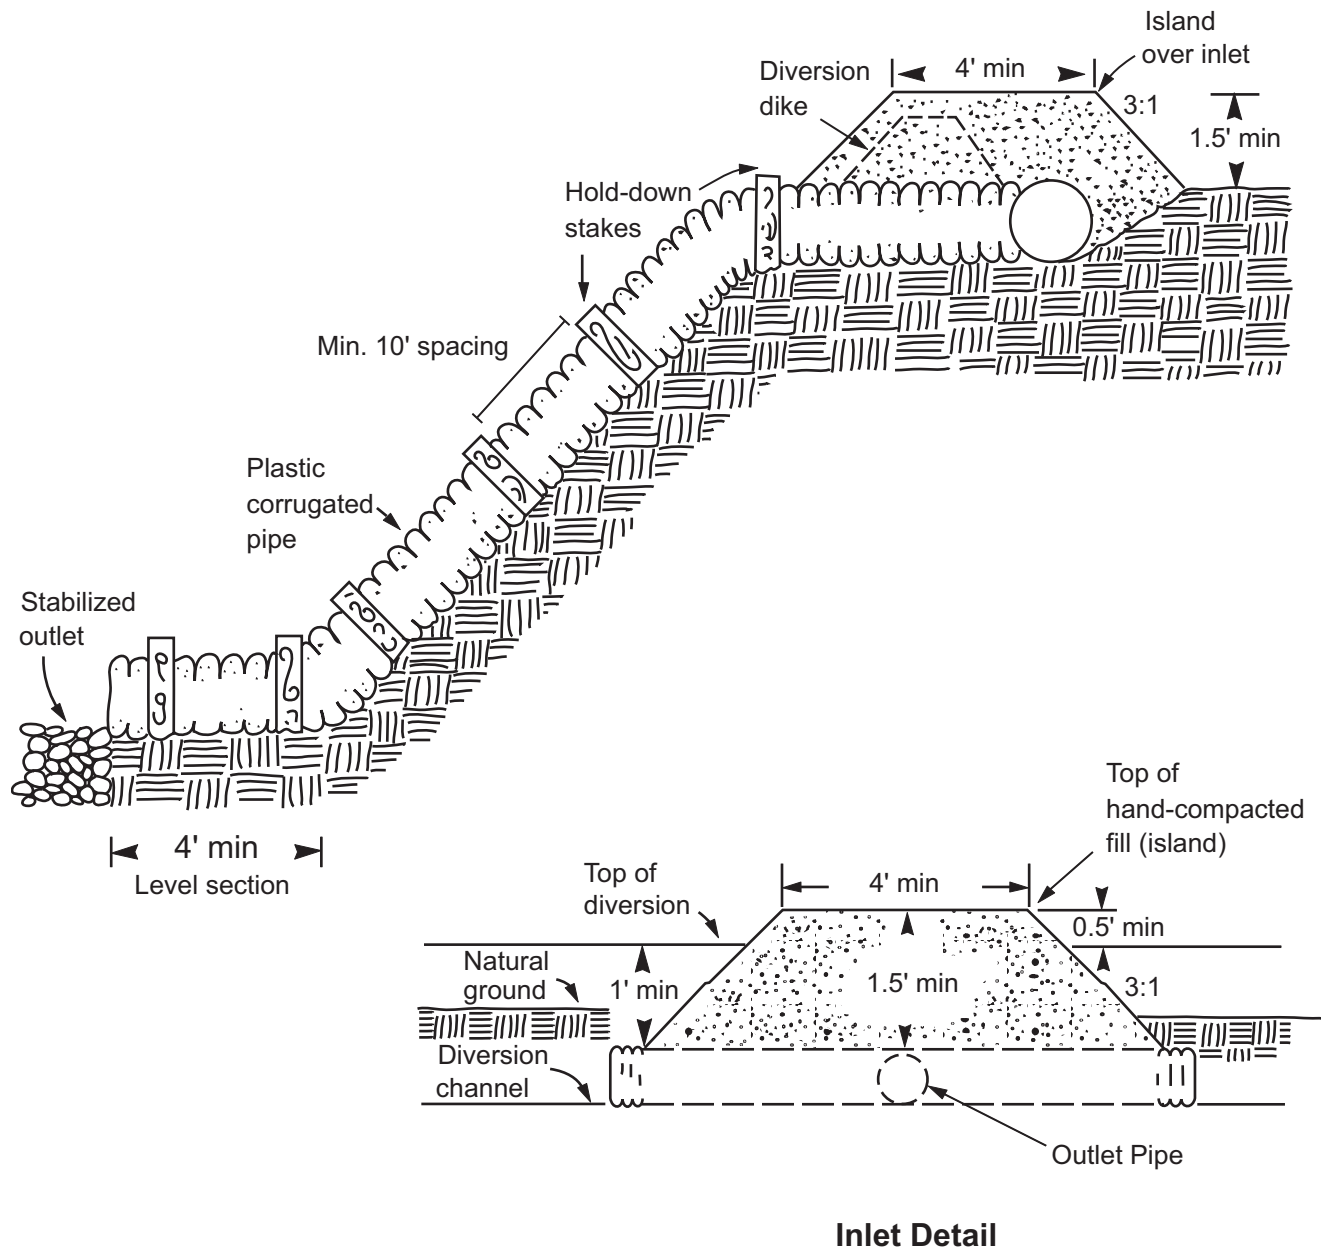 Island
over inlet
4' min
Diversion
dike
3:1
1.5' min
Hold-down
stakes
Min. 10' spacing
Plastic
corrugated
pipe
Stabilized
outlet
4' min
Level section
Top of
hand-compacted
fill (island)
Top of
diversion
4' min
0.5' min
Natural
ground
1' min
1.5' min
3:1
Diversion
channel
Outlet Pipe
Inlet Detail